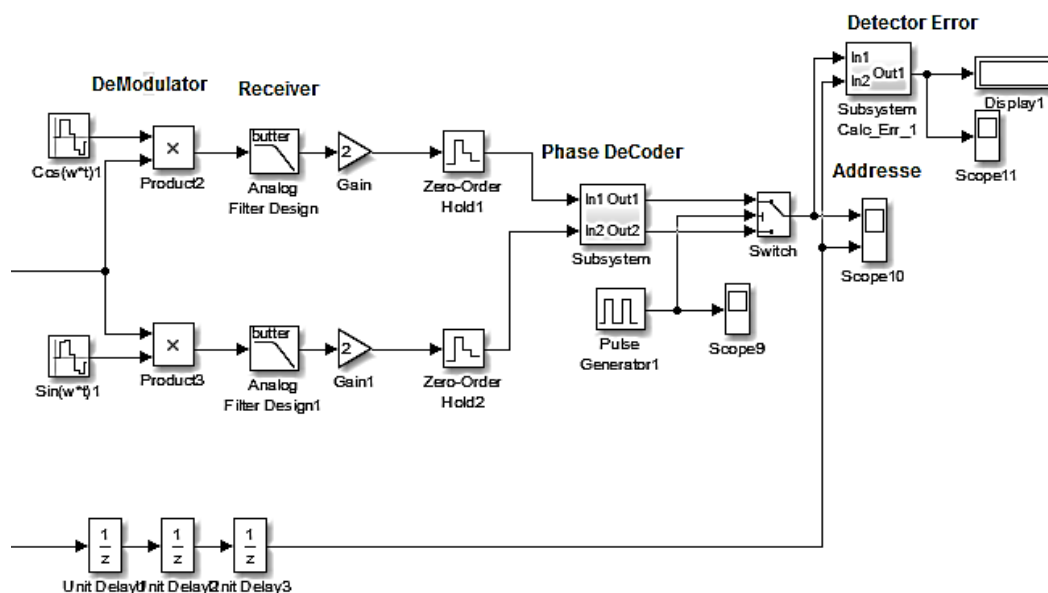 Detector Error
In1
In2
Out1
Subsystem
Calc_Err_1
Display1
Scope11
DeModulator
Receiver
Cos(w*t)1
×
Product2
butter
Analog
Filter Design
2
Gain
Zero-Order
Hold1
Phase DeCoder
In1 Out1
In2 Out2
Subsystem
Switch
Addresse
Scope10
Pulse
Generator1
Scope9
Sin(w*t)1
×
Product3
butter
Analog
Filter Design1
2
Gain1
Zero-Order
Hold2
1
z
1
z
1
z
Unit Delay1
Unit Delay2
Unit Delay3